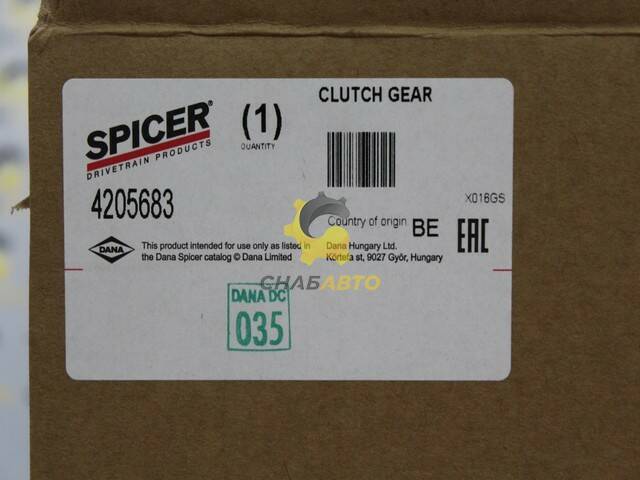 SPICER®
DRIVETRAIN PRODUCTS
(1)
QUANTITY
CLUTCH GEAR
4205683
X016GS
Country of origin BE
EAC
DANA
This product intended for use only as listed in
the Dana Spicer catalog © Dana Limited
Dana Hungary Ltd.
Körtefa st, 9027 Győr, Hungary
СНАБАВТО
DANA DC
035